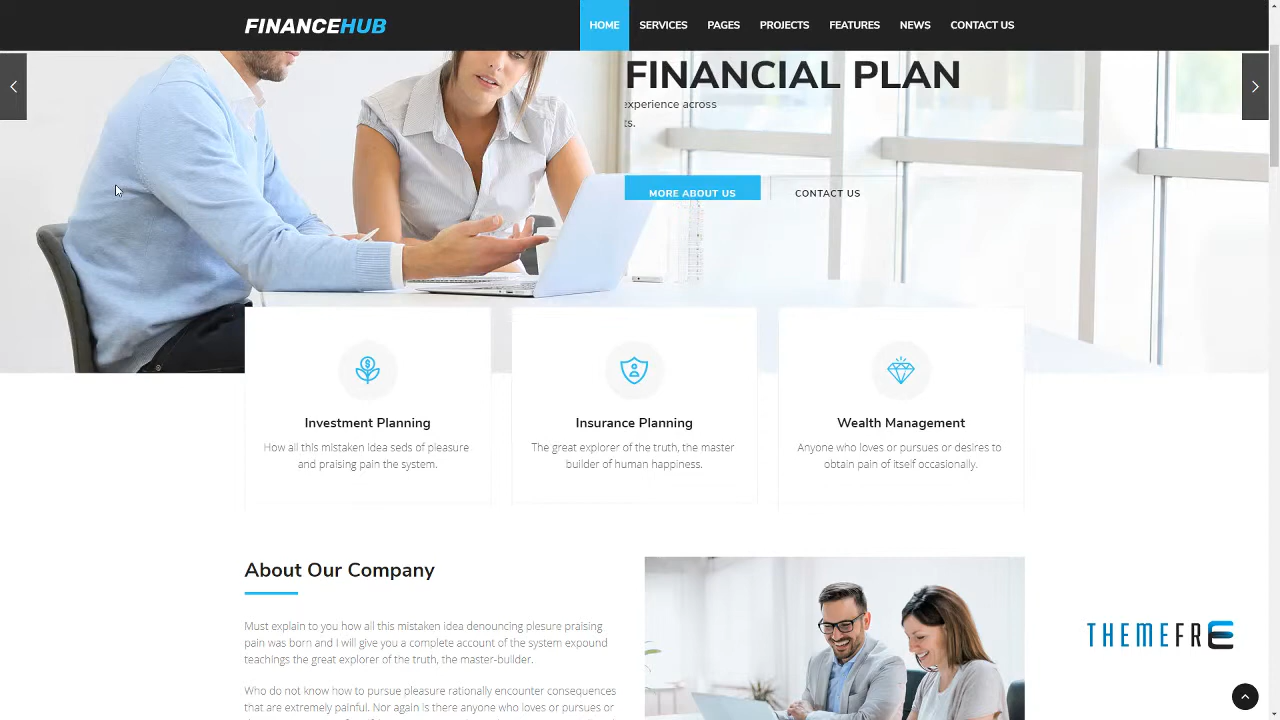 FINANCEHUB
HOME SERVICES PAGES PROJECTS FEATURES NEWS CONTACT US
FINANCIAL PLAN
experience across
ts.
MORE ABOUT US CONTACT US
Investment Planning
How all this mistaken idea seds of pleasure
and praising pain the system.
Insurance Planning
The great explorer of the truth, the master
builder of human happiness.
Wealth Management
Anyone who loves or pursues or desires to
obtain pain of itself occasionally.
About Our Company
Must explain to you how all this mistaken idea denouncing plesure praising
pain was born and I will give you a complete account of the system expound
teachings the great explorer of the truth, the master-builder.
Who do not know how to pursue pleasure rationally encounter consequences
that are extremely painful. Nor again is there anyone who loves or pursues or
THEMEFRE